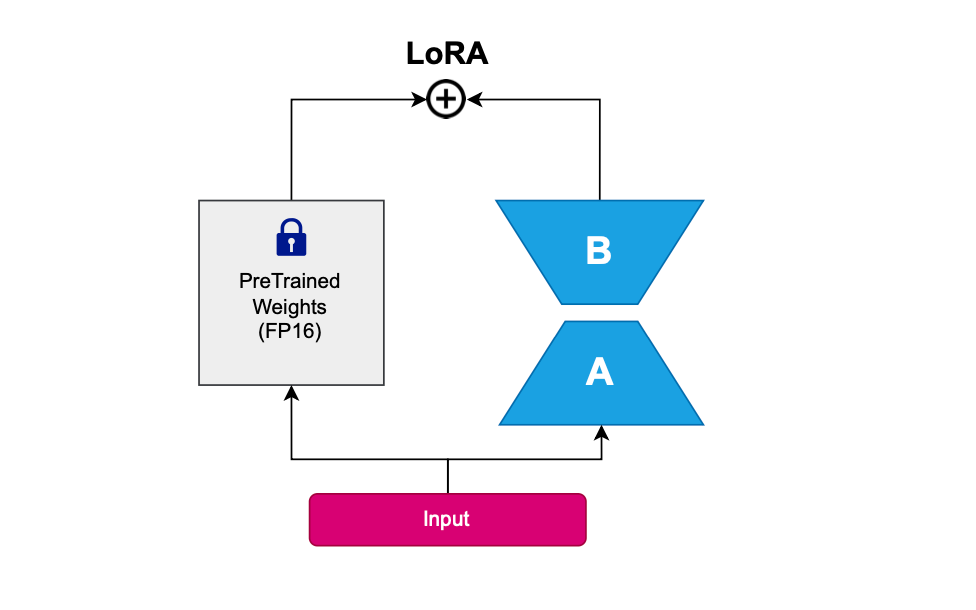 LoRA
PreTrained
Weights
(FP16)
B
A
Input